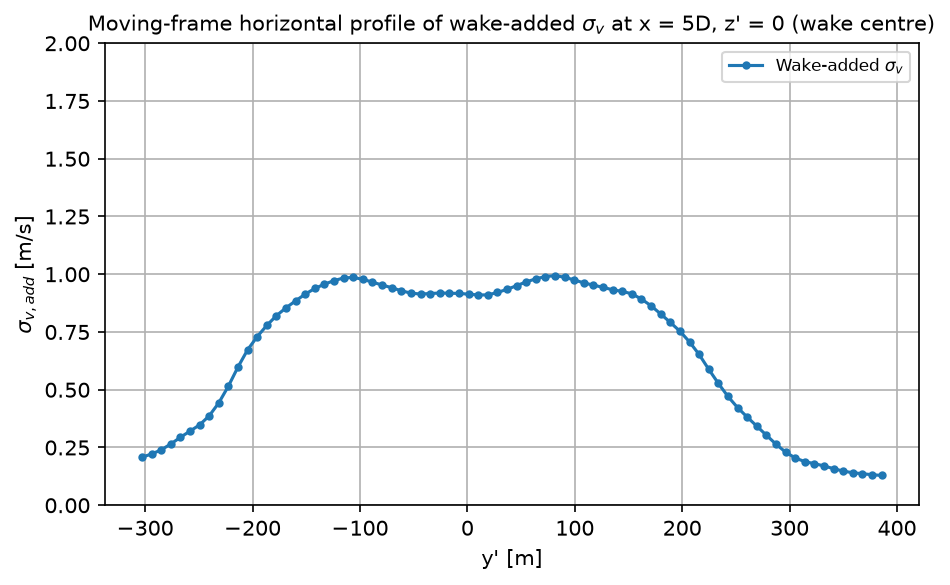 Moving-frame horizontal profile of wake-added σᵥ at x = 5D, z' = 0 (wake centre)
Wake-added σᵥ
σᵥ,add [m/s]
2.00
1.75
1.50
1.25
1.00
0.75
0.50
0.25
0.00
−300 −200 −100 0 100 200 300 400
y' [m]